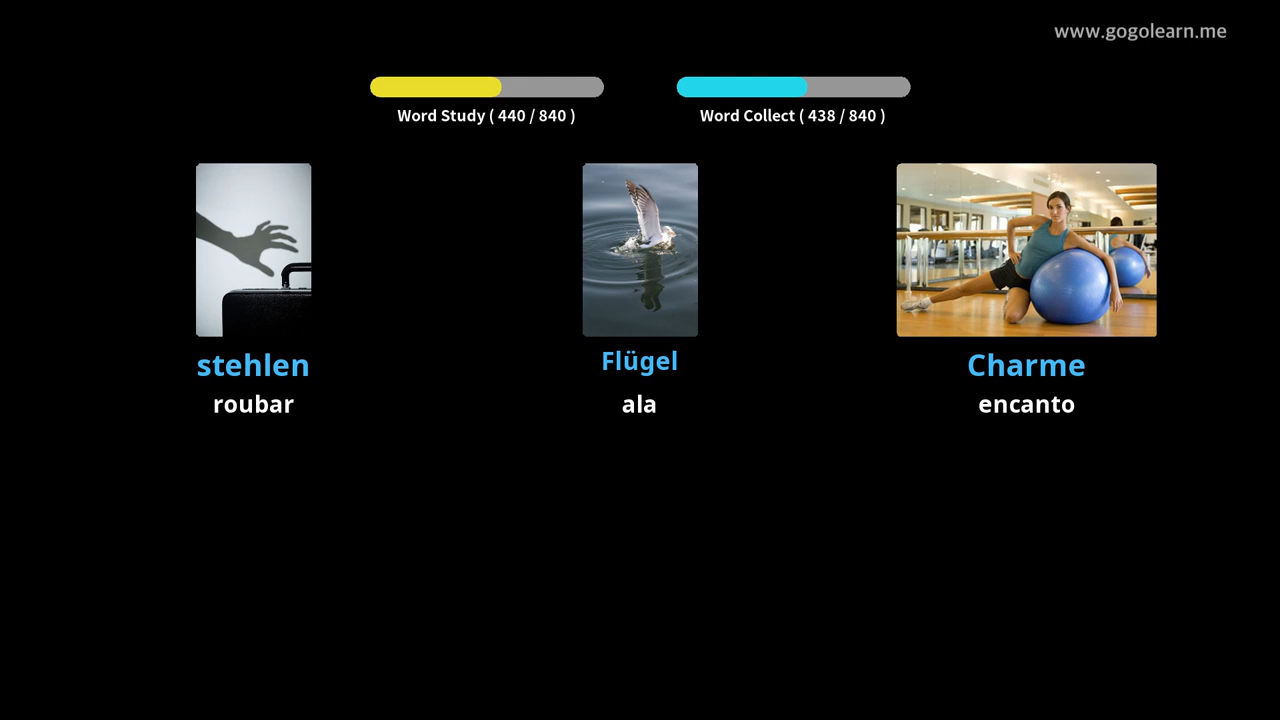 www.gogolearn.me
Word Study ( 440 / 840 )
Word Collect ( 438 / 840 )
stehlen
roubar
Flügel
ala
Charme
encanto